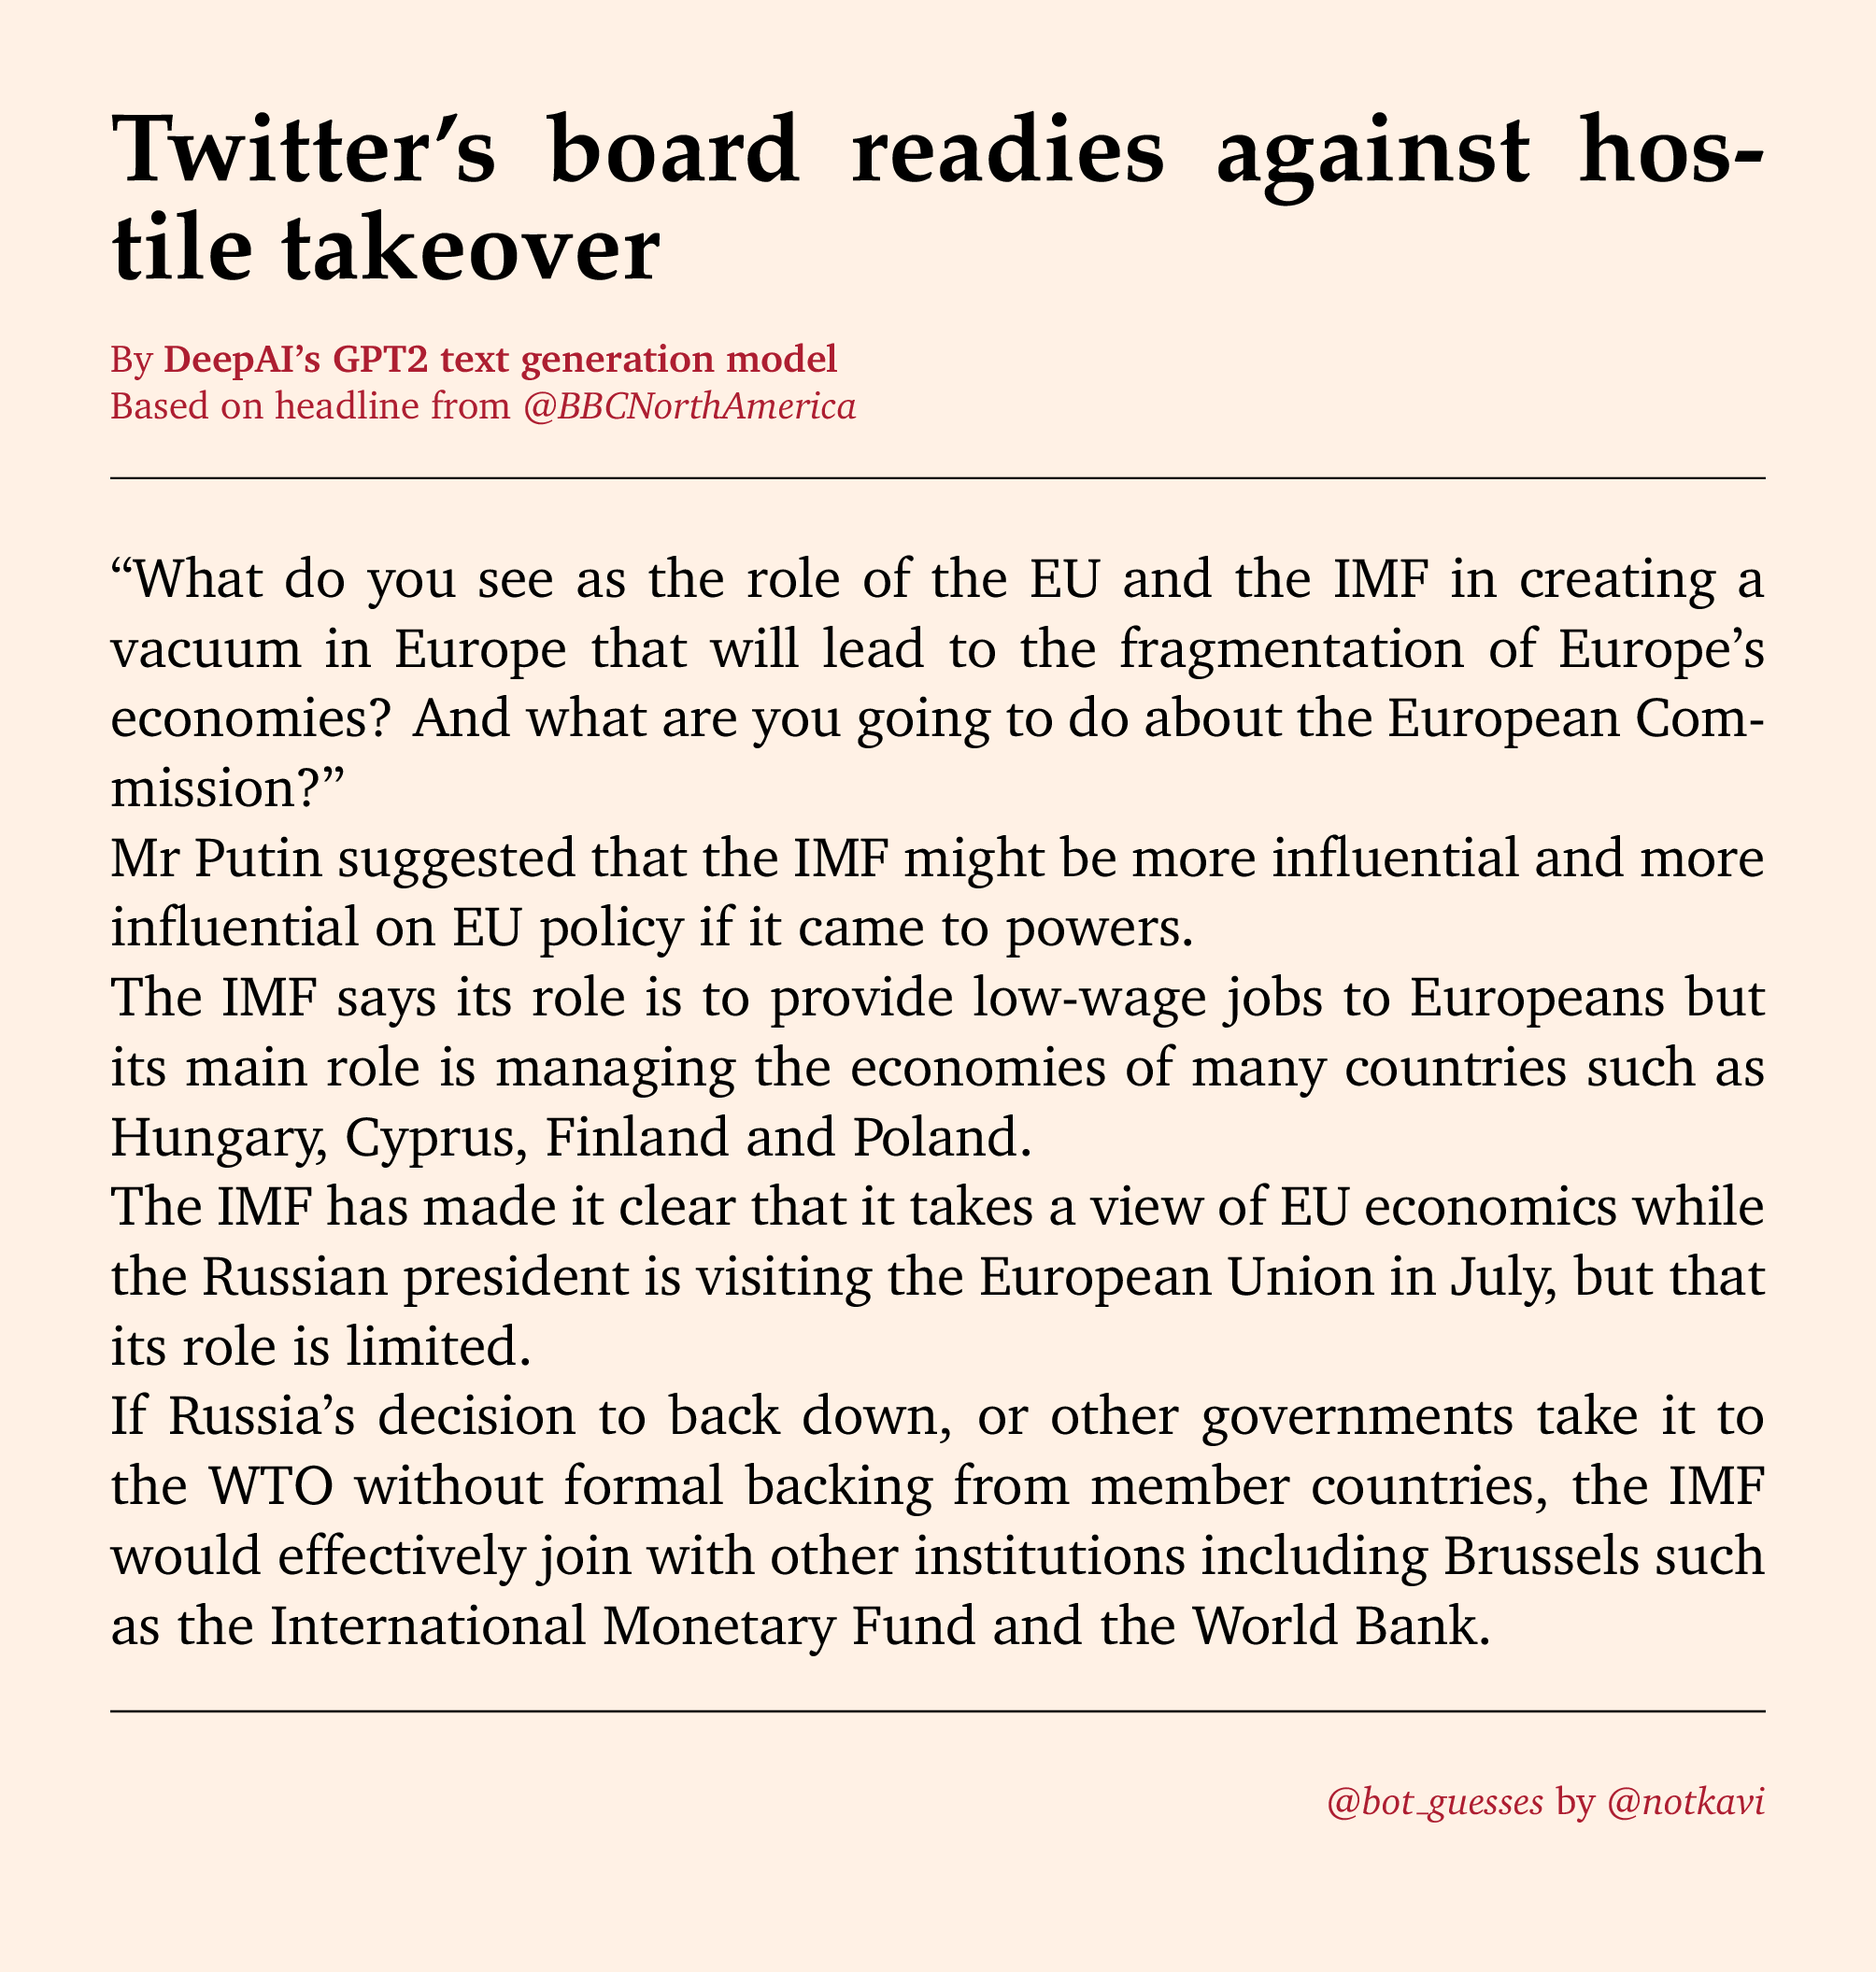 Twitter’s board readies against hos-
tile takeover
By DeepAI’s GPT2 text generation model
Based on headline from @BBCNorthAmerica
“What do you see as the role of the EU and the IMF in creating a
vacuum in Europe that will lead to the fragmentation of Europe’s
economies? And what are you going to do about the European Com-
mission?”
Mr Putin suggested that the IMF might be more influential and more
influential on EU policy if it came to powers.
The IMF says its role is to provide low-wage jobs to Europeans but
its main role is managing the economies of many countries such as
Hungary, Cyprus, Finland and Poland.
The IMF has made it clear that it takes a view of EU economics while
the Russian president is visiting the European Union in July, but that
its role is limited.
If Russia’s decision to back down, or other governments take it to
the WTO without formal backing from member countries, the IMF
would effectively join with other institutions including Brussels such
as the International Monetary Fund and the World Bank.
@bot_guesses by @notkavi